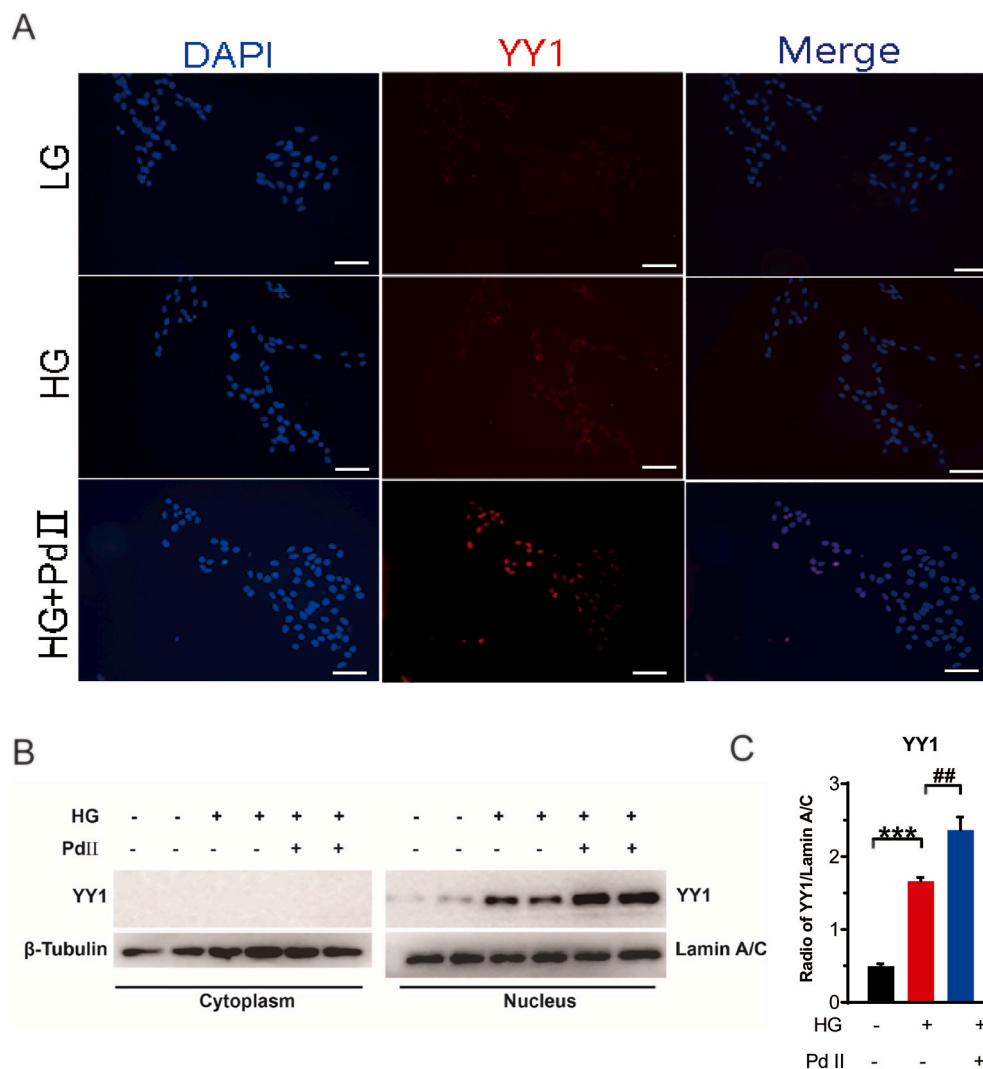 A
DAPI YY1 Merge
LG
HG
HG+PdⅡ
B
HG - - + + + + - - + + + +
PdII - - - - + + - - - - + +
YY1 YY1
β-Tubulin Lamin A/C
Cytoplasm Nucleus
C
YY1
Radio of YY1/Lamin A/C
3
2
1
0
***
##
HG - + +
Pd II - - +